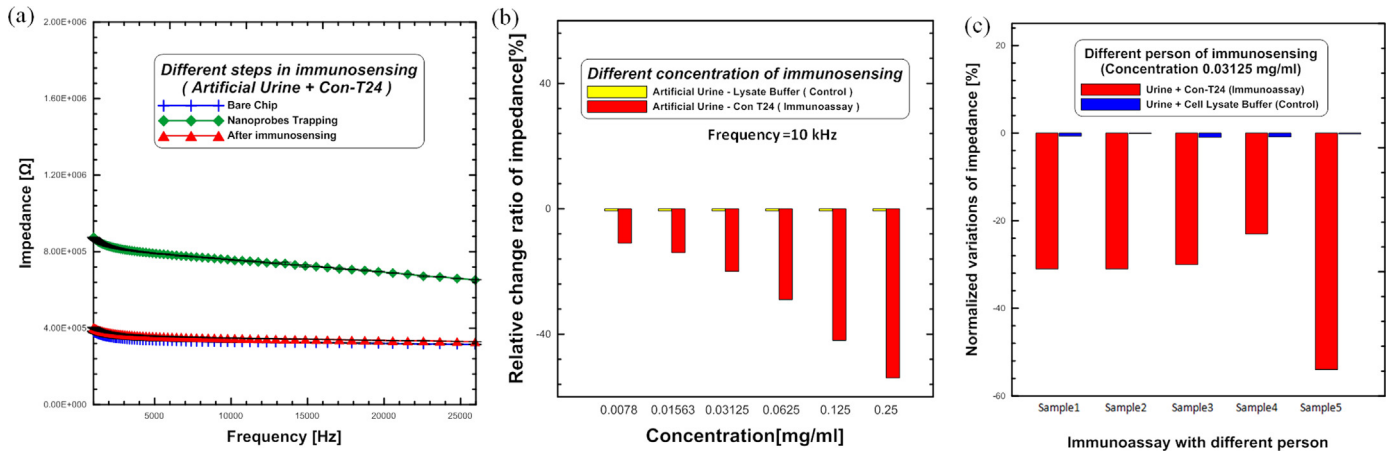 (a)
2.00E+006
1.60E+006
1.20E+006
8.00E+005
4.00E+005
0.00E+000
Impedance [Ω]
Different steps in immunosensing
( Artificial Urine + Con-T24 )
Bare Chip
Nanoprobes Trapping
After immunosensing
5000 10000 15000 20000 25000
Frequency [Hz]
(b)
Relative change ratio of impedance[%]
40
0
-40
Different concentration of immunosensing
Artificial Urine - Lysate Buffer ( Control )
Artificial Urine - Con T24 ( Immunoassay )
Frequency=10 kHz
0.0078 0.01563 0.03125 0.0625 0.125 0.25
Concentration[mg/ml]
(c)
Normalized variations of impedance [%]
20
0
-20
-40
-60
Different person of immunosensing
(Concentration 0.03125 mg/ml)
Urine + Con-T24 (Immunoassay)
Urine + Cell Lysate Buffer (Control)
Sample1 Sample2 Sample3 Sample4 Sample5
Immunoassay with different person